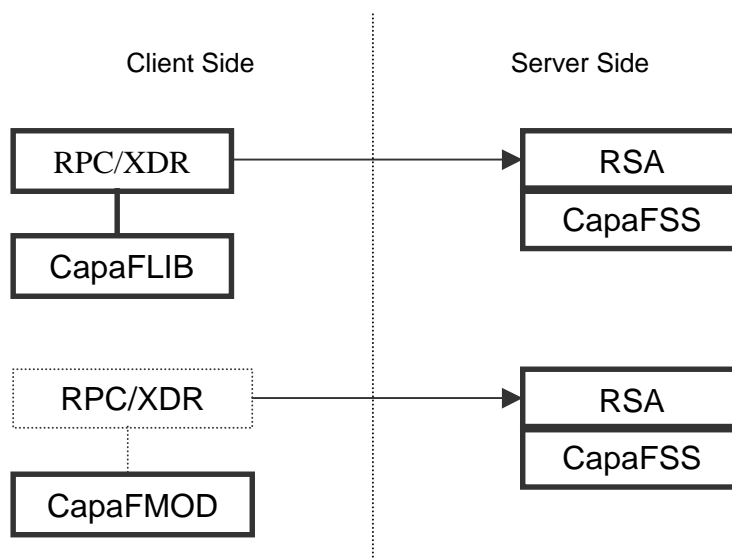 Client Side
Server Side
RPC/XDR
RSA
CapaFSS
CapaFLIB
RPC/XDR
RSA
CapaFSS
CapaFMOD